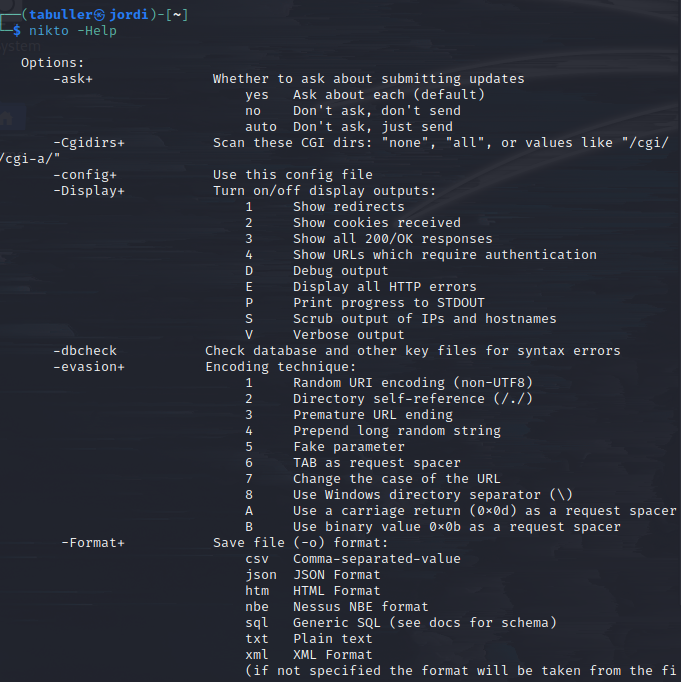 (tabuller㉿jordi)-[~]
$ nikto -Help
system
Options:
-ask+ Whether to ask about submitting updates
yes Ask about each (default)
no Don't ask, don't send
auto Don't ask, just send
-Cgidirs+ Scan these CGI dirs: "none", "all", or values like "/cgi/
/cgi-a/"
-config+ Use this config file
-Display+ Turn on/off display outputs:
1 Show redirects
2 Show cookies received
3 Show all 200/OK responses
4 Show URLs which require authentication
D Debug output
E Display all HTTP errors
P Print progress to STDOUT
S Scrub output of IPs and hostnames
V Verbose output
-dbcheck Check database and other key files for syntax errors
-evasion+ Encoding technique:
1 Random URI encoding (non-UTF8)
2 Directory self-reference (/./)
3 Premature URL ending
4 Prepend long random string
5 Fake parameter
6 TAB as request spacer
7 Change the case of the URL
8 Use Windows directory separator (\)
A Use a carriage return (0x0d) as a request spacer
B Use binary value 0x0b as a request spacer
-Format+ Save file (-o) format:
csv Comma-separated-value
json JSON Format
htm HTML Format
nbe Nessus NBE format
sql Generic SQL (see docs for schema)
txt Plain text
xml XML Format
(if not specified the format will be taken from the fi